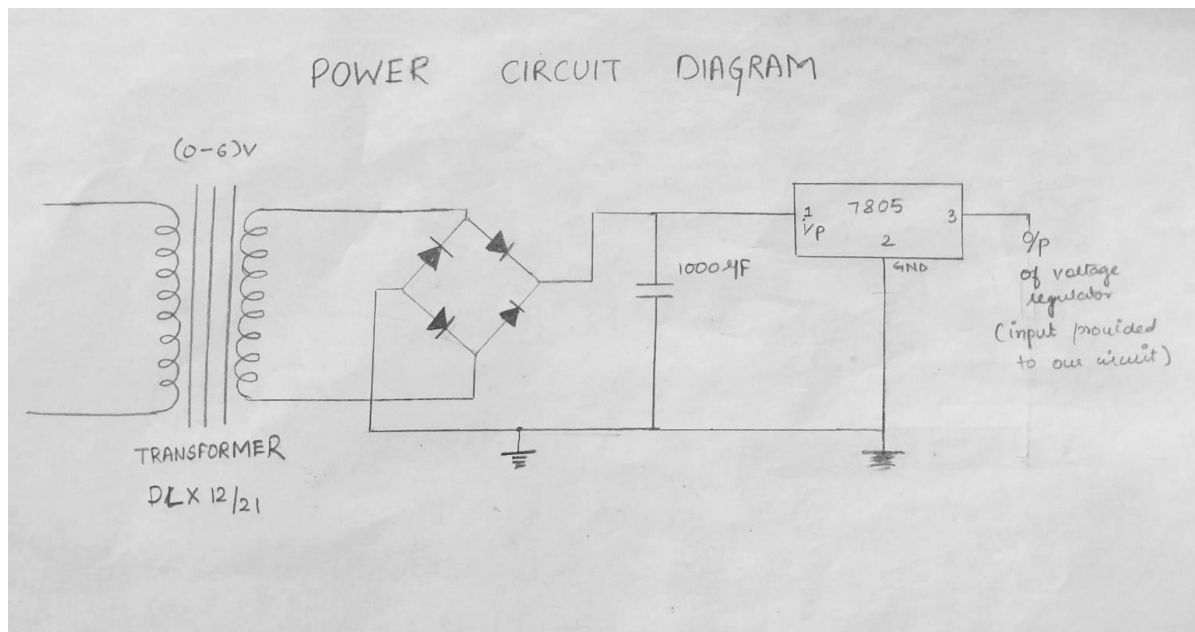 POWER CIRCUIT DIAGRAM
(0-6)V
TRANSFORMER
DLX 12/21
1000µF
7805
1
I/P
2
3
GND
O/P
of voltage
regulator
(input provided
to our circuit)